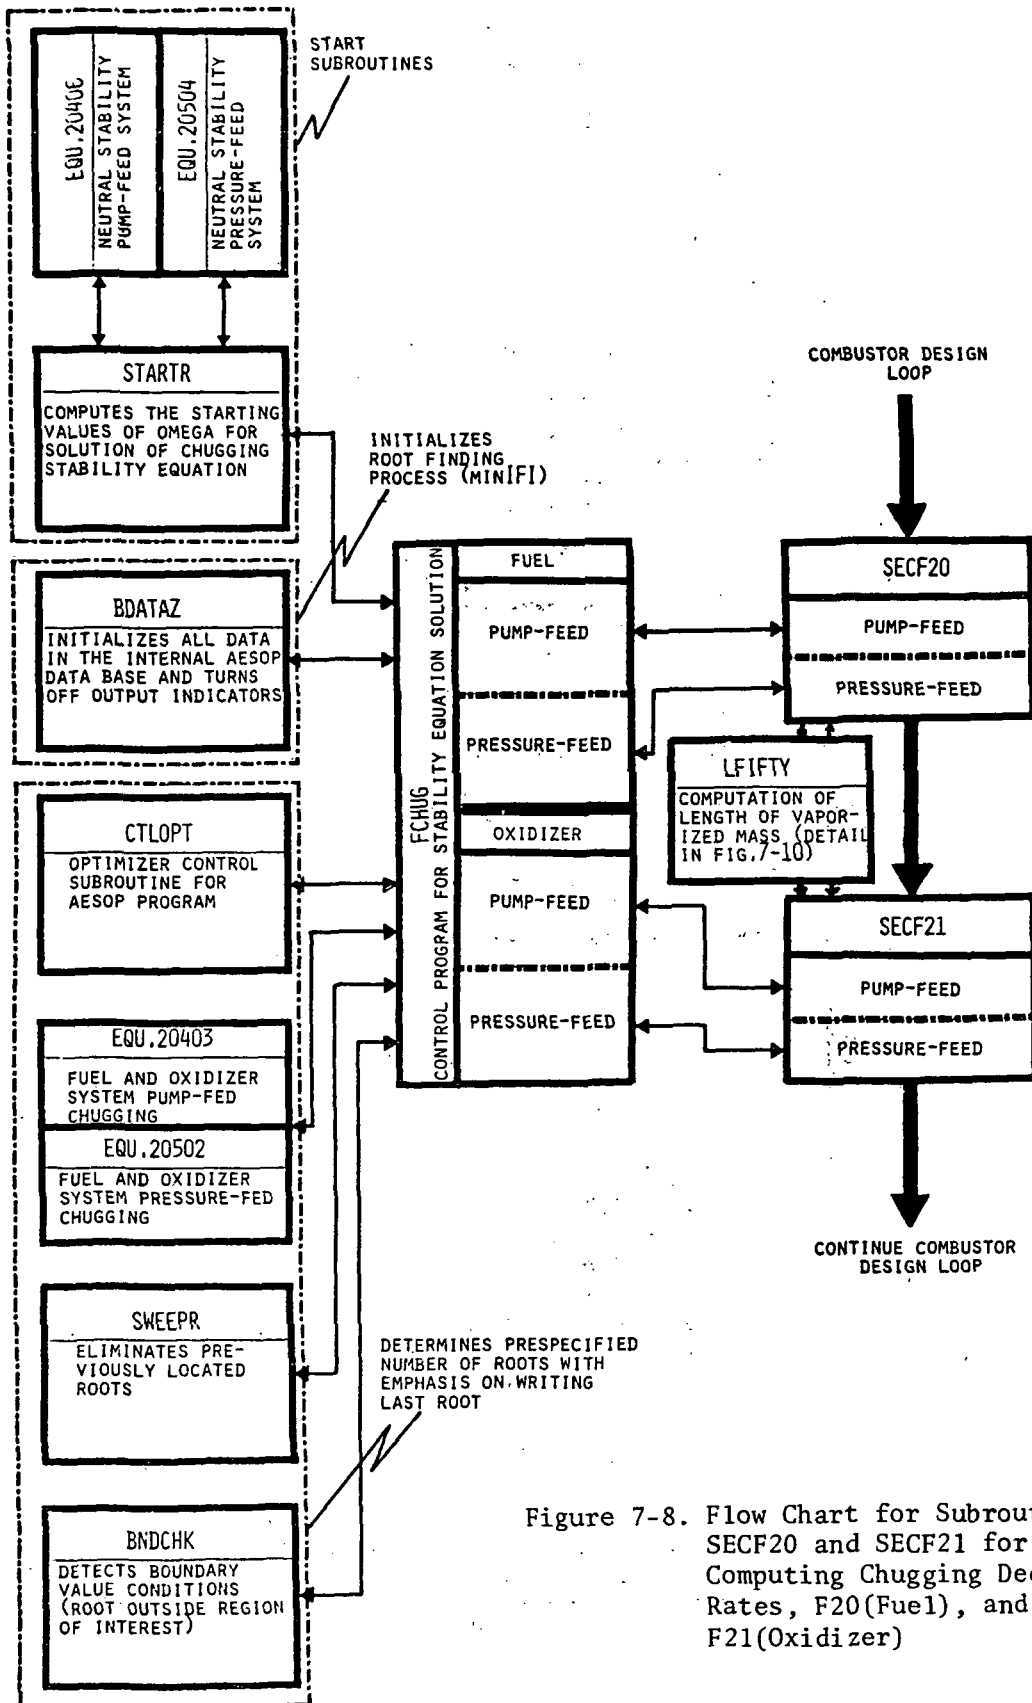 START
SUBROUTINES
EQU.20406
NEUTRAL STABILITY
PUMP-FEED SYSTEM
EQU.20504
NEUTRAL STABILITY
PRESSURE-FEED
SYSTEM
STARTR
COMPUTES THE STARTING
VALUES OF OMEGA FOR
SOLUTION OF CHUGGING
STABILITY EQUATION
INITIALIZES
ROOT FINDING
PROCESS (MINIFI)
BDATAZ
INITIALIZES ALL DATA
IN THE INTERNAL AESOP
DATA BASE AND TURNS
OFF OUTPUT INDICATORS
CTLOPT
OPTIMIZER CONTROL
SUBROUTINE FOR
AESOP PROGRAM
EQU.20403
FUEL AND OXIDIZER
SYSTEM PUMP-FED
CHUGGING
EQU.20502
FUEL AND OXIDIZER
SYSTEM PRESSURE-FED
CHUGGING
SWEEPR
ELIMINATES PRE-
VIOUSLY LOCATED
ROOTS
BNDCHK
DETECTS BOUNDARY
VALUE CONDITIONS
(ROOT OUTSIDE REGION
OF INTEREST)
DETERMINES PRESPECIFIED
NUMBER OF ROOTS WITH
EMPHASIS ON WRITING
LAST ROOT
FCHUG
CONTROL PROGRAM FOR STABILITY EQUATION SOLUTION
FUEL
PUMP-FEED
PRESSURE-FEED
OXIDIZER
PUMP-FEED
PRESSURE-FEED
COMBUSTOR DESIGN
LOOP
SECF20
PUMP-FEED
PRESSURE-FEED
LFIFTY
COMPUTATION OF
LENGTH OF VAPOR-
IZED MASS (DETAIL
IN FIG.7-10)
SECF21
PUMP-FEED
PRESSURE-FEED
CONTINUE COMBUSTOR
DESIGN LOOP
Figure 7-8. Flow Chart for Subrout
SECF20 and SECF21 for
Computing Chugging Dec
Rates, F20(Fuel), and
F21(Oxidizer)